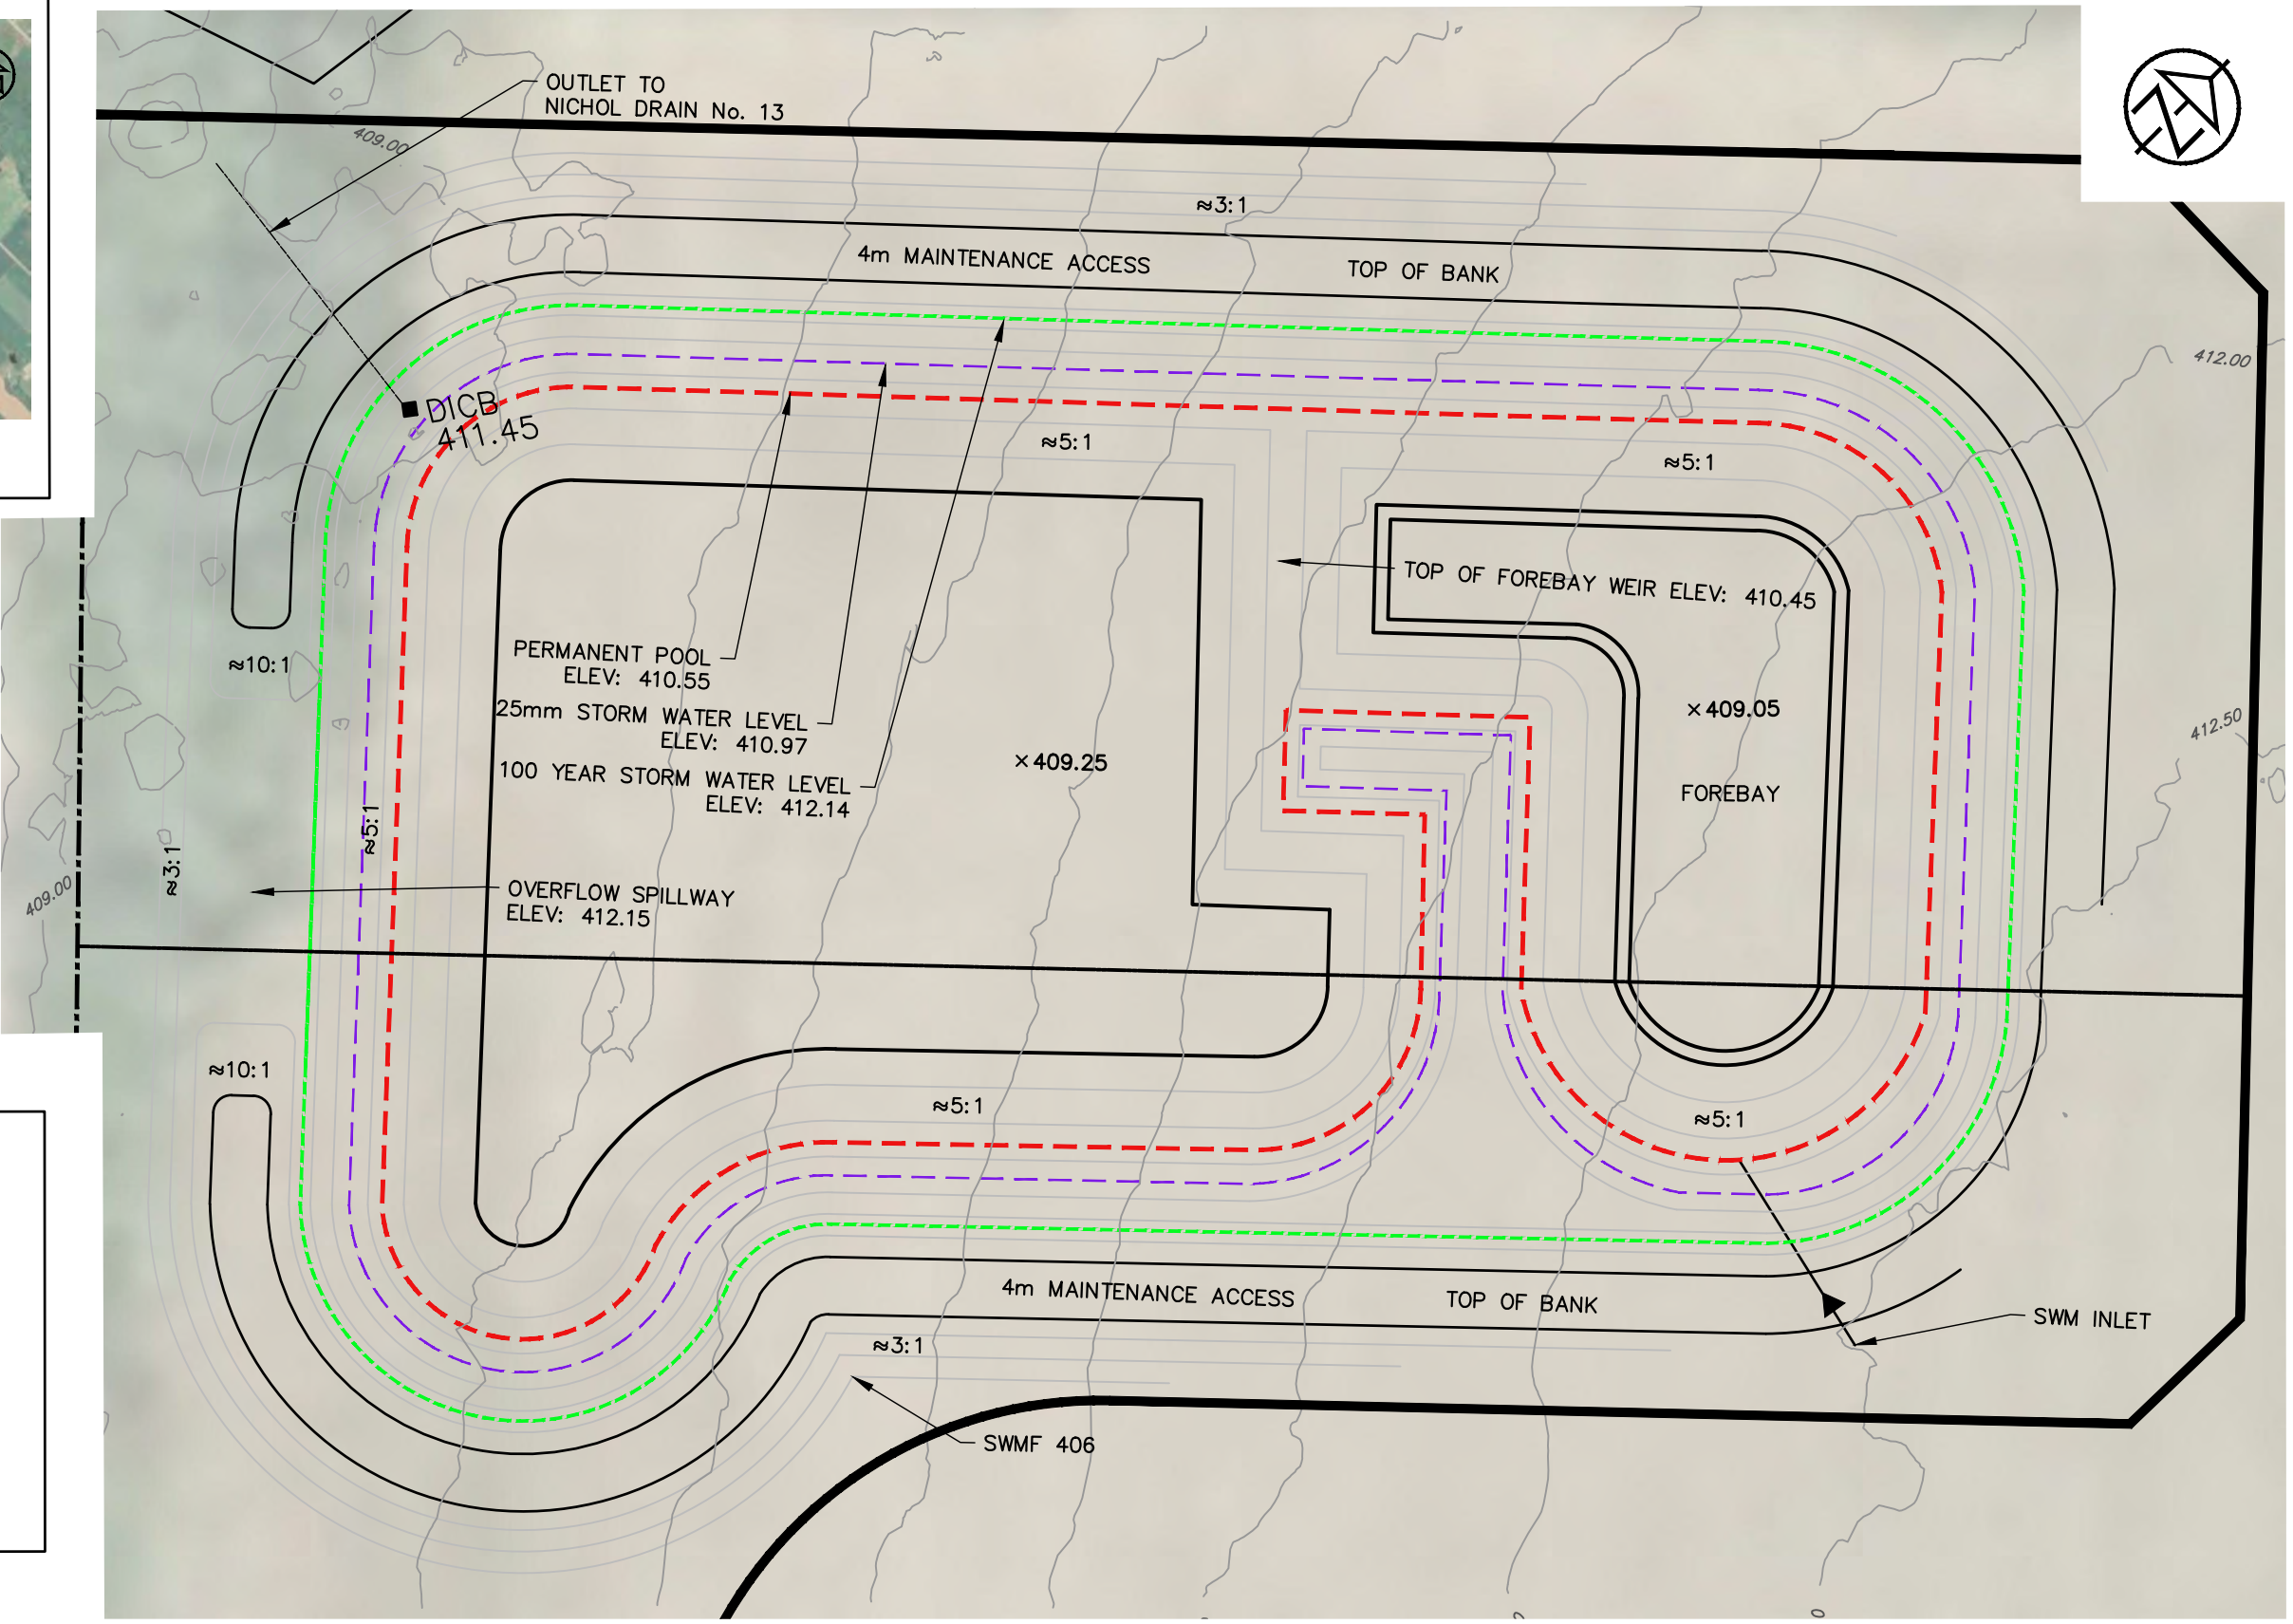 OUTLET TO
NICHOL DRAIN No. 13
N
409.00
≈3:1
4m MAINTENANCE ACCESS
TOP OF BANK
412.00
DICB
411.45
≈5:1
≈5:1
TOP OF FOREBAY WEIR ELEV: 410.45
PERMANENT POOL
ELEV: 410.55
≈10:1
25mm STORM WATER LEVEL
ELEV: 410.97
×409.05
412.50
100 YEAR STORM WATER LEVEL
ELEV: 412.14
×409.25
FOREBAY
≈5:1
≈3:1
409.00
OVERFLOW SPILLWAY
ELEV: 412.15
≈10:1
≈5:1
≈5:1
4m MAINTENANCE ACCESS
TOP OF BANK
SWM INLET
≈3:1
SWMF 406